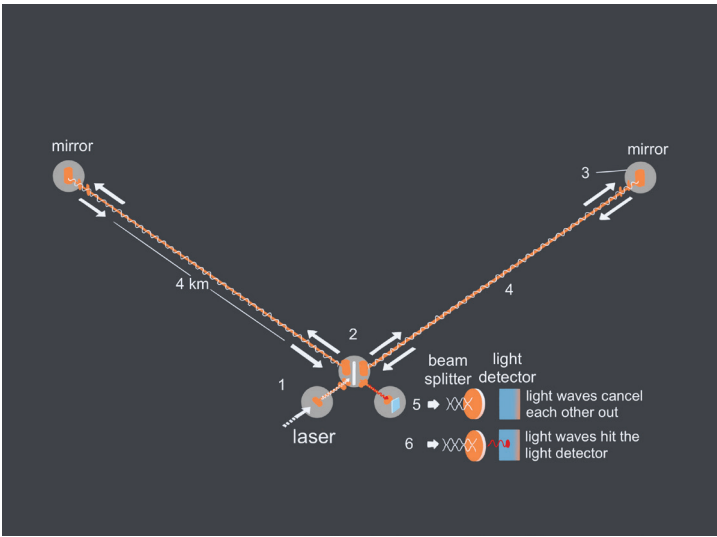 mirror
mirror
3
4 km
4
2
1
laser
beam
splitter
light
detector
5
light waves cancel
each other out
6
light waves hit the
light detector